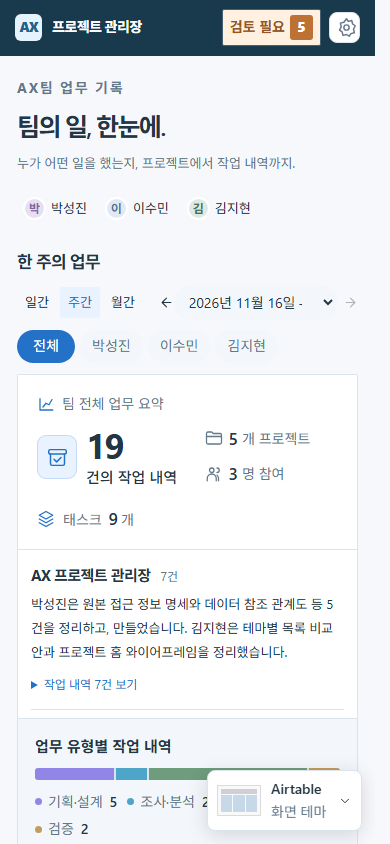 AX 프로젝트 관리장 검토 필요 5
AX팀 업무 기록
팀의 일, 한눈에.
누가 어떤 일을 했는지, 프로젝트에서 작업 내역까지.
박 박성진 이 이수민 김 김지현
한 주의 업무
일간 주간 월간 ← 2026년 11월 16일 - →
전체 박성진 이수민 김지현
팀 전체 업무 요약
19
건의 작업 내역
5 개 프로젝트
3 명 참여
태스크 9 개
AX 프로젝트 관리장 7건
박성진은 원본 접근 정보 명세와 데이터 참조 관계도 등 5
건을 정리하고, 만들었습니다. 김지현은 테마별 목록 비교
안과 프로젝트 홈 와이어프레임을 정리했습니다.
▶ 작업 내역 7건 보기
업무 유형별 작업 내역
기획·설계 5 조사·분석 2
검증 2
Airtable
화면 테마